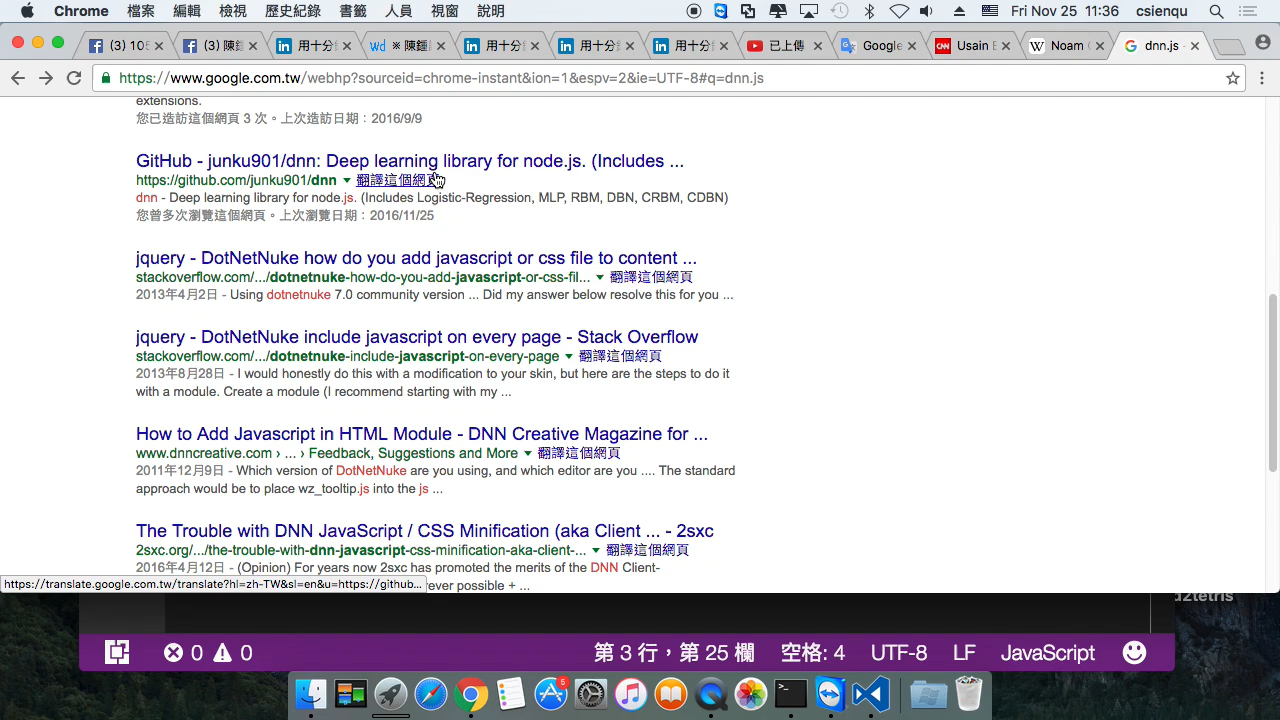 Chrome 檔案 編輯 檢視 歷史紀錄 書籤 人員 視窗 說明 Fri Nov 25 11:36 csienqu
(3) 105 (3) 陳鍾 用十分 ※ 陳鍾 用十分 用十分 用十分 已上傳 Google Usain B Noam C dnn.js -
https://www.google.com.tw/webhp?sourceid=chrome-instant&ion=1&espv=2&ie=UTF-8#q=dnn.js
extensions.
您已造訪這個網頁 3 次。上次造訪日期：2016/9/9
GitHub - junku901/dnn: Deep learning library for node.js. (Includes ...
https://github.com/junku901/dnn 翻譯這個網頁
dnn - Deep learning library for node.js. (Includes Logistic-Regression, MLP, RBM, DBN, CRBM, CDBN)
您曾多次瀏覽這個網頁。上次瀏覽日期：2016/11/25
jquery - DotNetNuke how do you add javascript or css file to content ...
stackoverflow.com/.../dotnetnuke-how-do-you-add-javascript-or-css-fil... 翻譯這個網頁
2013年4月2日 - Using dotnetnuke 7.0 community version ... Did my answer below resolve this for you ...
jquery - DotNetNuke include javascript on every page - Stack Overflow
stackoverflow.com/.../dotnetnuke-include-javascript-on-every-page 翻譯這個網頁
2013年8月28日 - I would honestly do this with a modification to your skin, but here are the steps to do it
with a module. Create a module (I recommend starting with my ...
How to Add Javascript in HTML Module - DNN Creative Magazine for ...
www.dnncreative.com › ... › Feedback, Suggestions and More 翻譯這個網頁
2011年12月9日 - Which version of DotNetNuke are you using, and which editor are you .... The standard
approach would be to place wz_tooltip.js into the js ...
The Trouble with DNN JavaScript / CSS Minification (aka Client ... - 2sxc
2sxc.org/.../the-trouble-with-dnn-javascript-css-minification-aka-client-... 翻譯這個網頁
2016年4月12日 - (Opinion) For years now 2sxc has promoted the merits of the DNN Client-
https://translate.google.com.tw/translate?hl=zh-TW&sl=en&u=https://github... rever possible + ...
d2tetris
0 0 第 3 行，第 25 欄 空格: 4 UTF-8 LF JavaScript
5